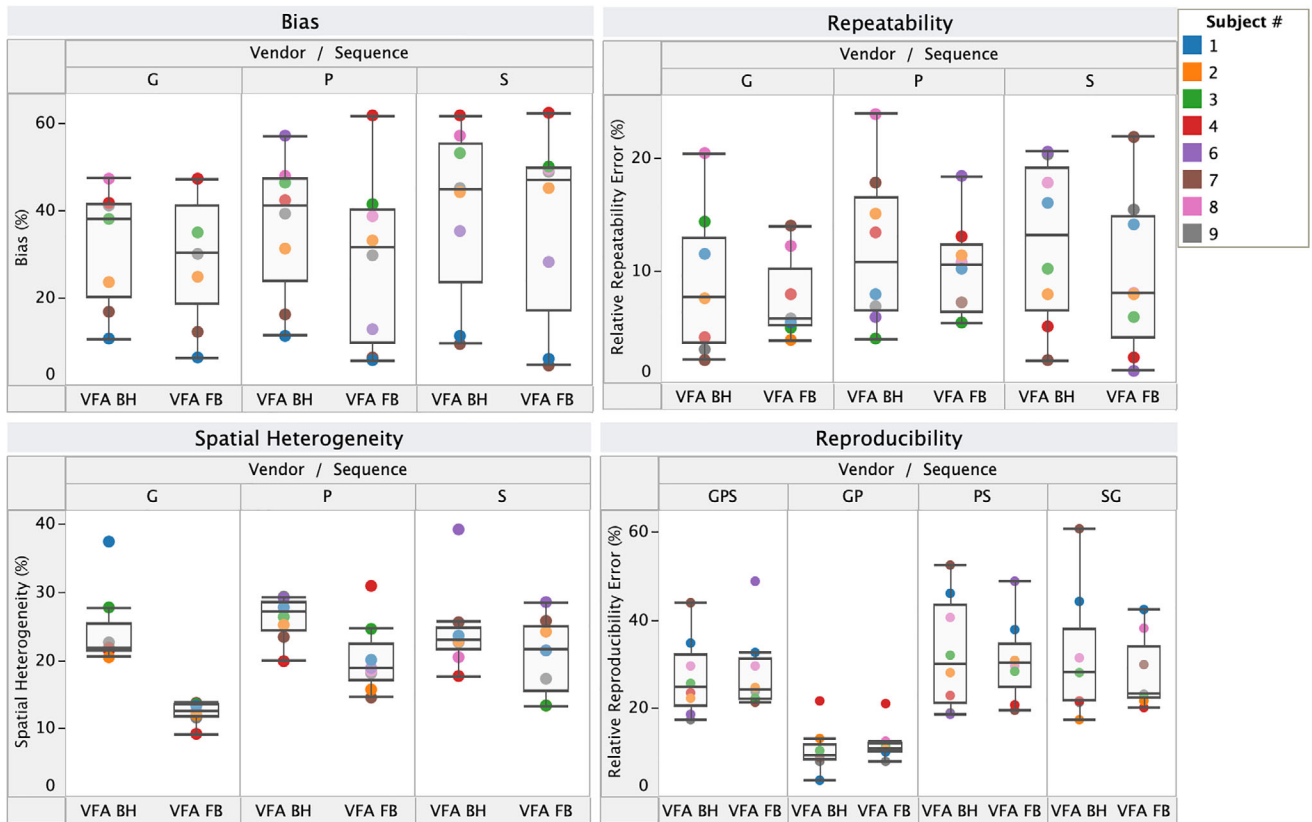 Bias
Vendor / Sequence
G P S
Bias (%)
60
40
20
0
VFA BH VFA FB VFA BH VFA FB VFA BH VFA FB
Repeatability
Vendor / Sequence
G P S
Relative Repeatability Error (%)
20
10
0
VFA BH VFA FB VFA BH VFA FB VFA BH VFA FB
Subject #
1
2
3
4
6
7
8
9
Spatial Heterogeneity
Vendor / Sequence
G P S
Spatial Heterogeneity (%)
40
30
20
10
0
VFA BH VFA FB VFA BH VFA FB VFA BH VFA FB
Reproducibility
Vendor / Sequence
GPS GP PS SG
Relative Reproducibility Error (%)
60
40
20
0
VFA BH VFA FB VFA BH VFA FB VFA BH VFA FB VFA BH VFA FB